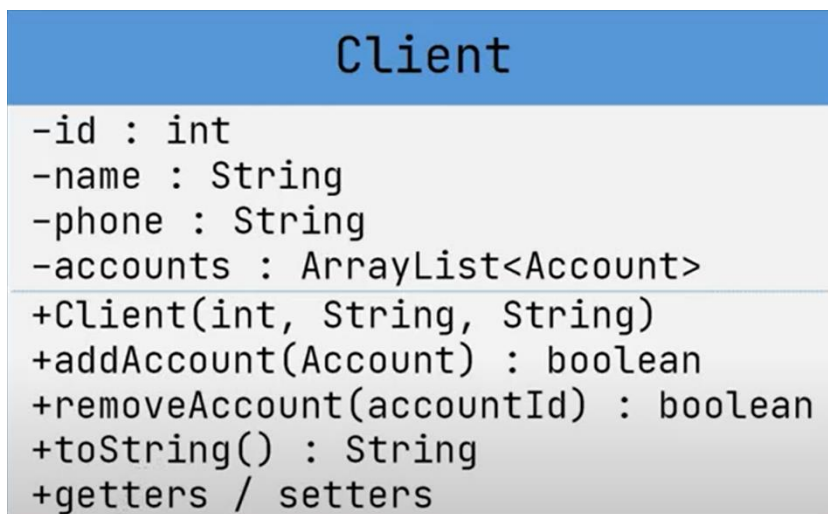 Client
-id : int
-name : String
-phone : String
-accounts : ArrayList<Account>
+Client(int, String, String)
+addAccount(Account) : boolean
+removeAccount(accountId) : boolean
+toString() : String
+getters / setters